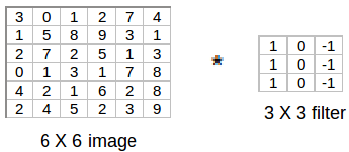 3 0 1 2 7 4
1 5 8 9 3 1
2 7 2 5 1 3
0 1 3 1 7 8
4 2 1 6 2 8
2 4 5 2 3 9
*
1 0 -1
1 0 -1
1 0 -1
3 X 3 filter
6 X 6 image